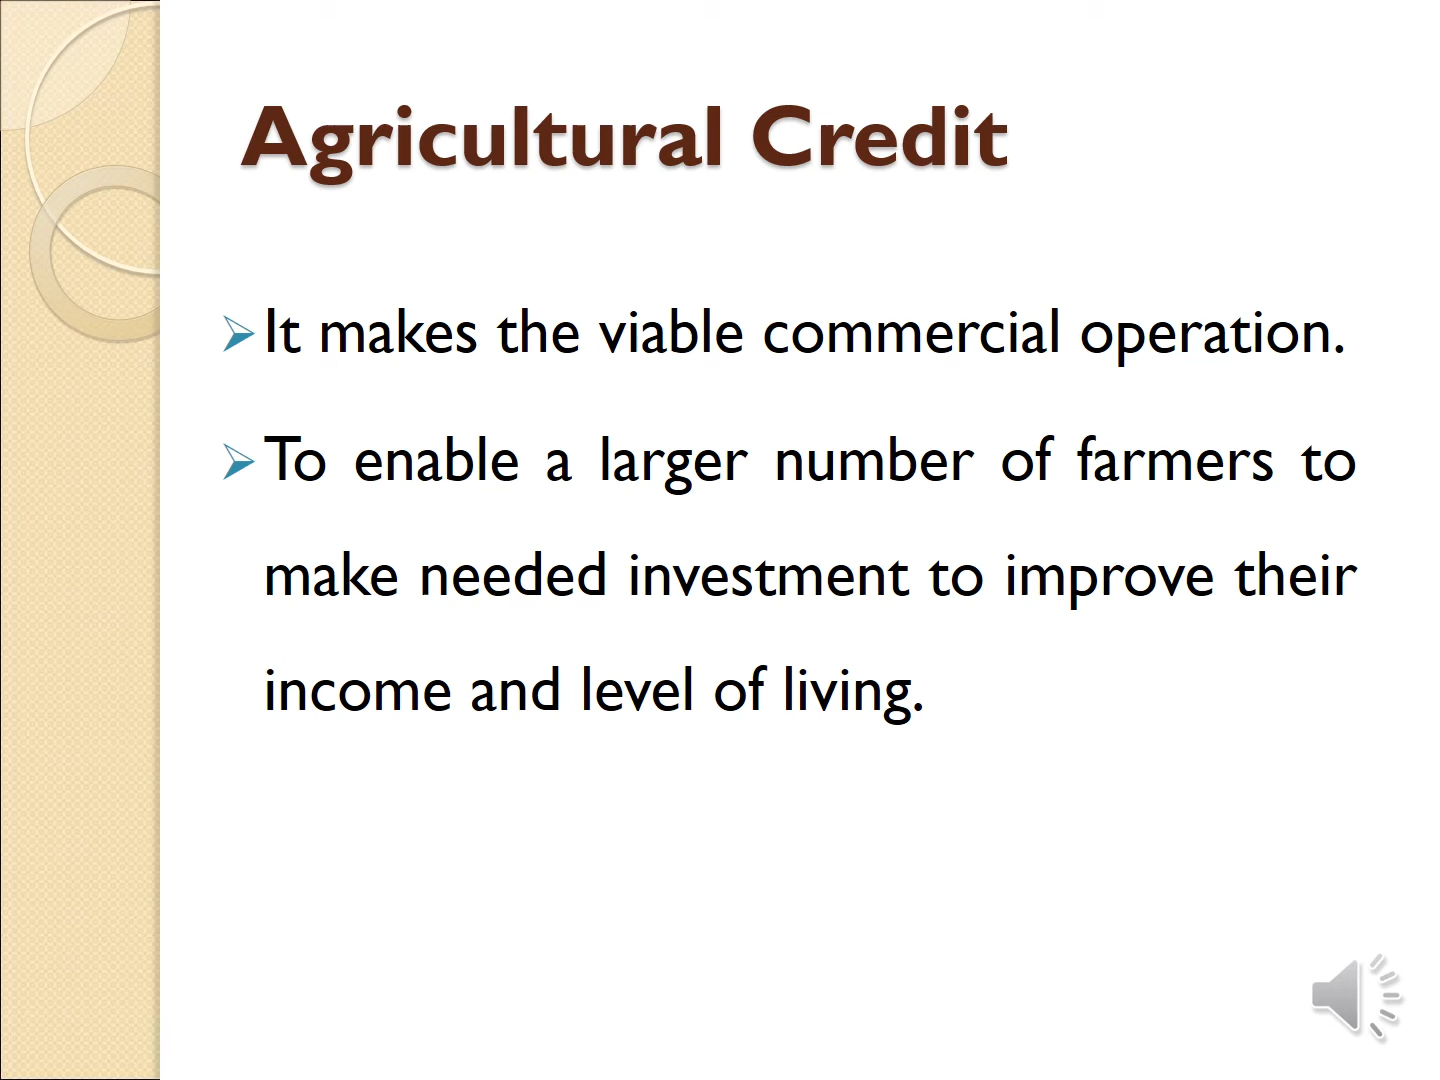 Agricultural Credit
It makes the viable commercial operation.
To enable a larger number of farmers to
make needed investment to improve their
income and level of living.